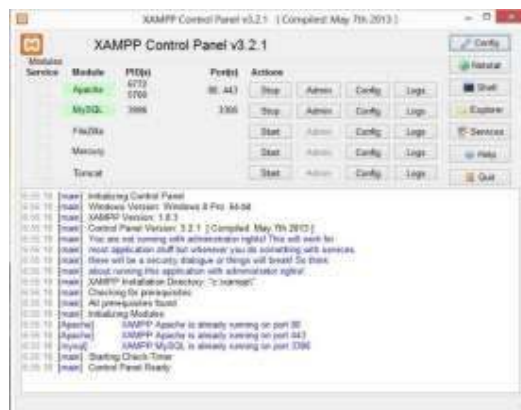 XAMPP Control Panel v3.2.1 [ Compiled: May 7th 2013 ]
XAMPP Control Panel v3.2.1
Config
Modules
Service Module PID(s) Port(s) Actions
Netstat
Apache 80, 443 Stop Admin Config Logs
Shell
MySQL Stop Admin Config Logs
Explorer
FileZilla Start Admin Config Logs
Services
Mercury Start Admin Config Logs
Help
Tomcat Start Admin Config Logs
Quit
[main] Initializing Control Panel
[main] Windows Version: Windows 8 Pro 64-bit
[main] XAMPP Version: 1.8.3
[main] Control Panel Version: 3.2.1 [ Compiled: May 7th 2013 ]
[main] You are not running with administrator rights! This will work for
[main] most application stuff but whenever you do something with services
[main] there will be a security dialogue or things will break! So think
[main] about running this application with administrator rights!
[main] XAMPP Installation Directory: "c:\xampp\"
[main] Checking for prerequisites
[main] All prerequisites found
[main] Initializing Modules
[Apache] XAMPP Apache is already running on port 80
[Apache] XAMPP Apache is already running on port 443
[mysql] XAMPP MySQL is already running on port 3306
[main] Starting Check-Timer
[main] Control Panel Ready